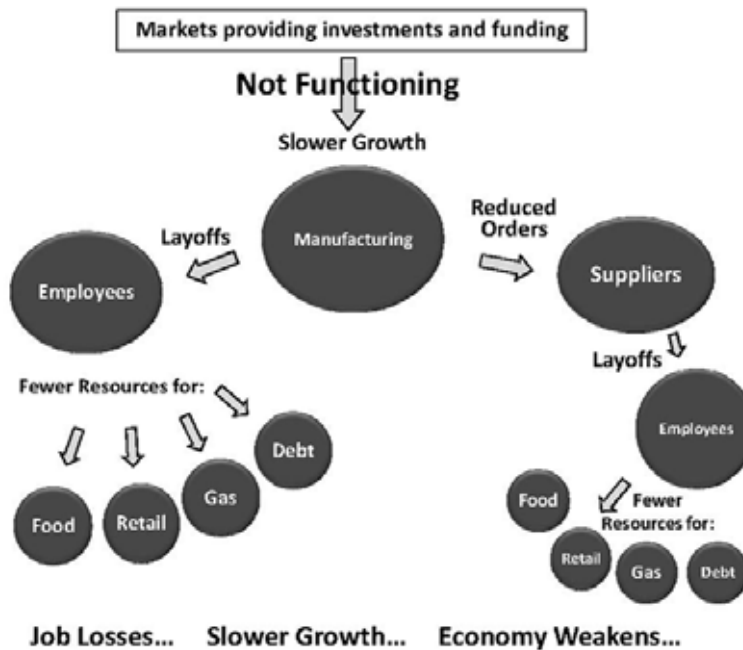 Markets providing investments and funding
Not Functioning
Slower Growth
Manufacturing
Layoffs
Employees
Reduced
Orders
Suppliers
Layoffs
Employees
Fewer Resources for:
Food
Retail
Gas
Debt
Fewer
Resources for:
Food
Retail
Gas
Debt
Job Losses... Slower Growth... Economy Weakens...